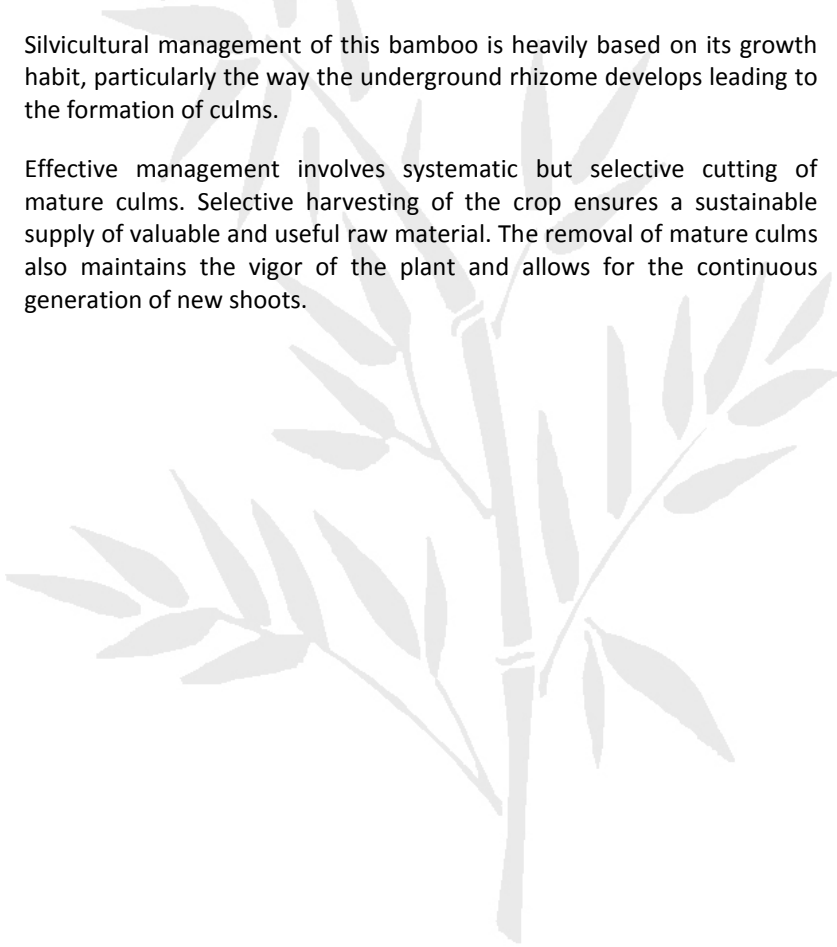 Silvicultural management of this bamboo is heavily based on its growth
habit, particularly the way the underground rhizome develops leading to
the formation of culms.
Effective management involves systematic but selective cutting of
mature culms. Selective harvesting of the crop ensures a sustainable
supply of valuable and useful raw material. The removal of mature culms
also maintains the vigor of the plant and allows for the continuous
generation of new shoots.